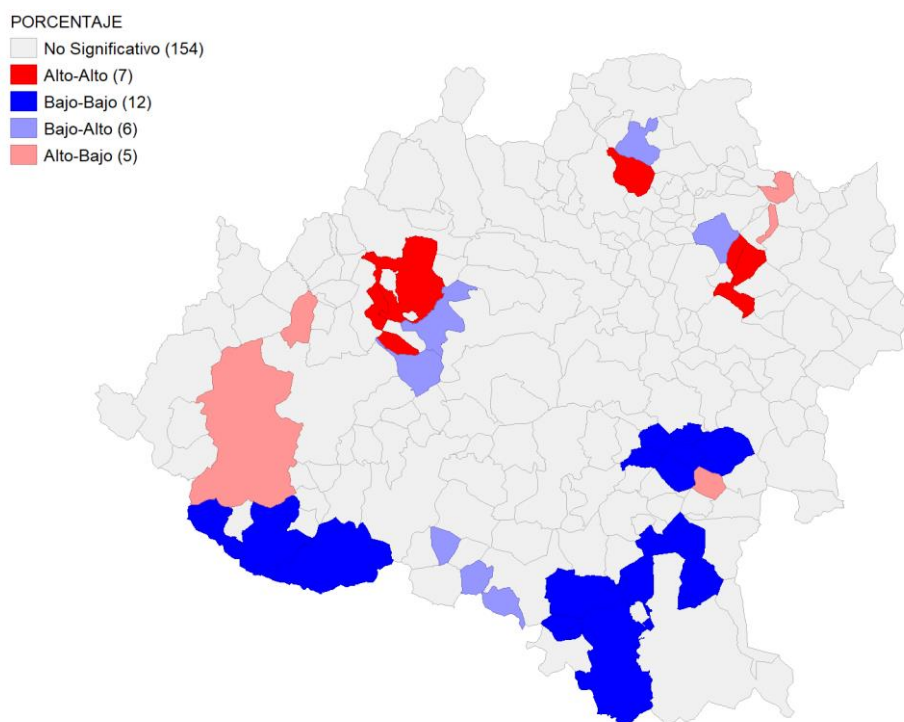 PORCENTAJE
No Significativo (154)
Alto-Alto (7)
Bajo-Bajo (12)
Bajo-Alto (6)
Alto-Bajo (5)